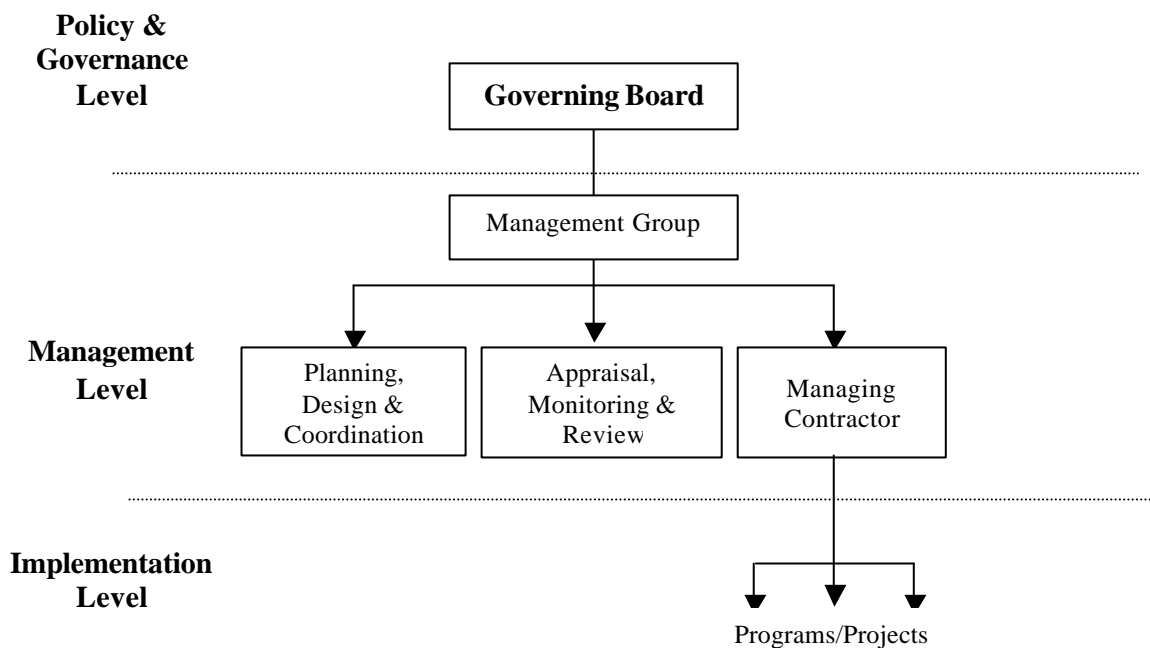 Policy &
Governance
Level
Governing Board
Management Group
Management
Level
Planning,
Design &
Coordination
Appraisal,
Monitoring &
Review
Managing
Contractor
Implementation
Level
Programs/Projects